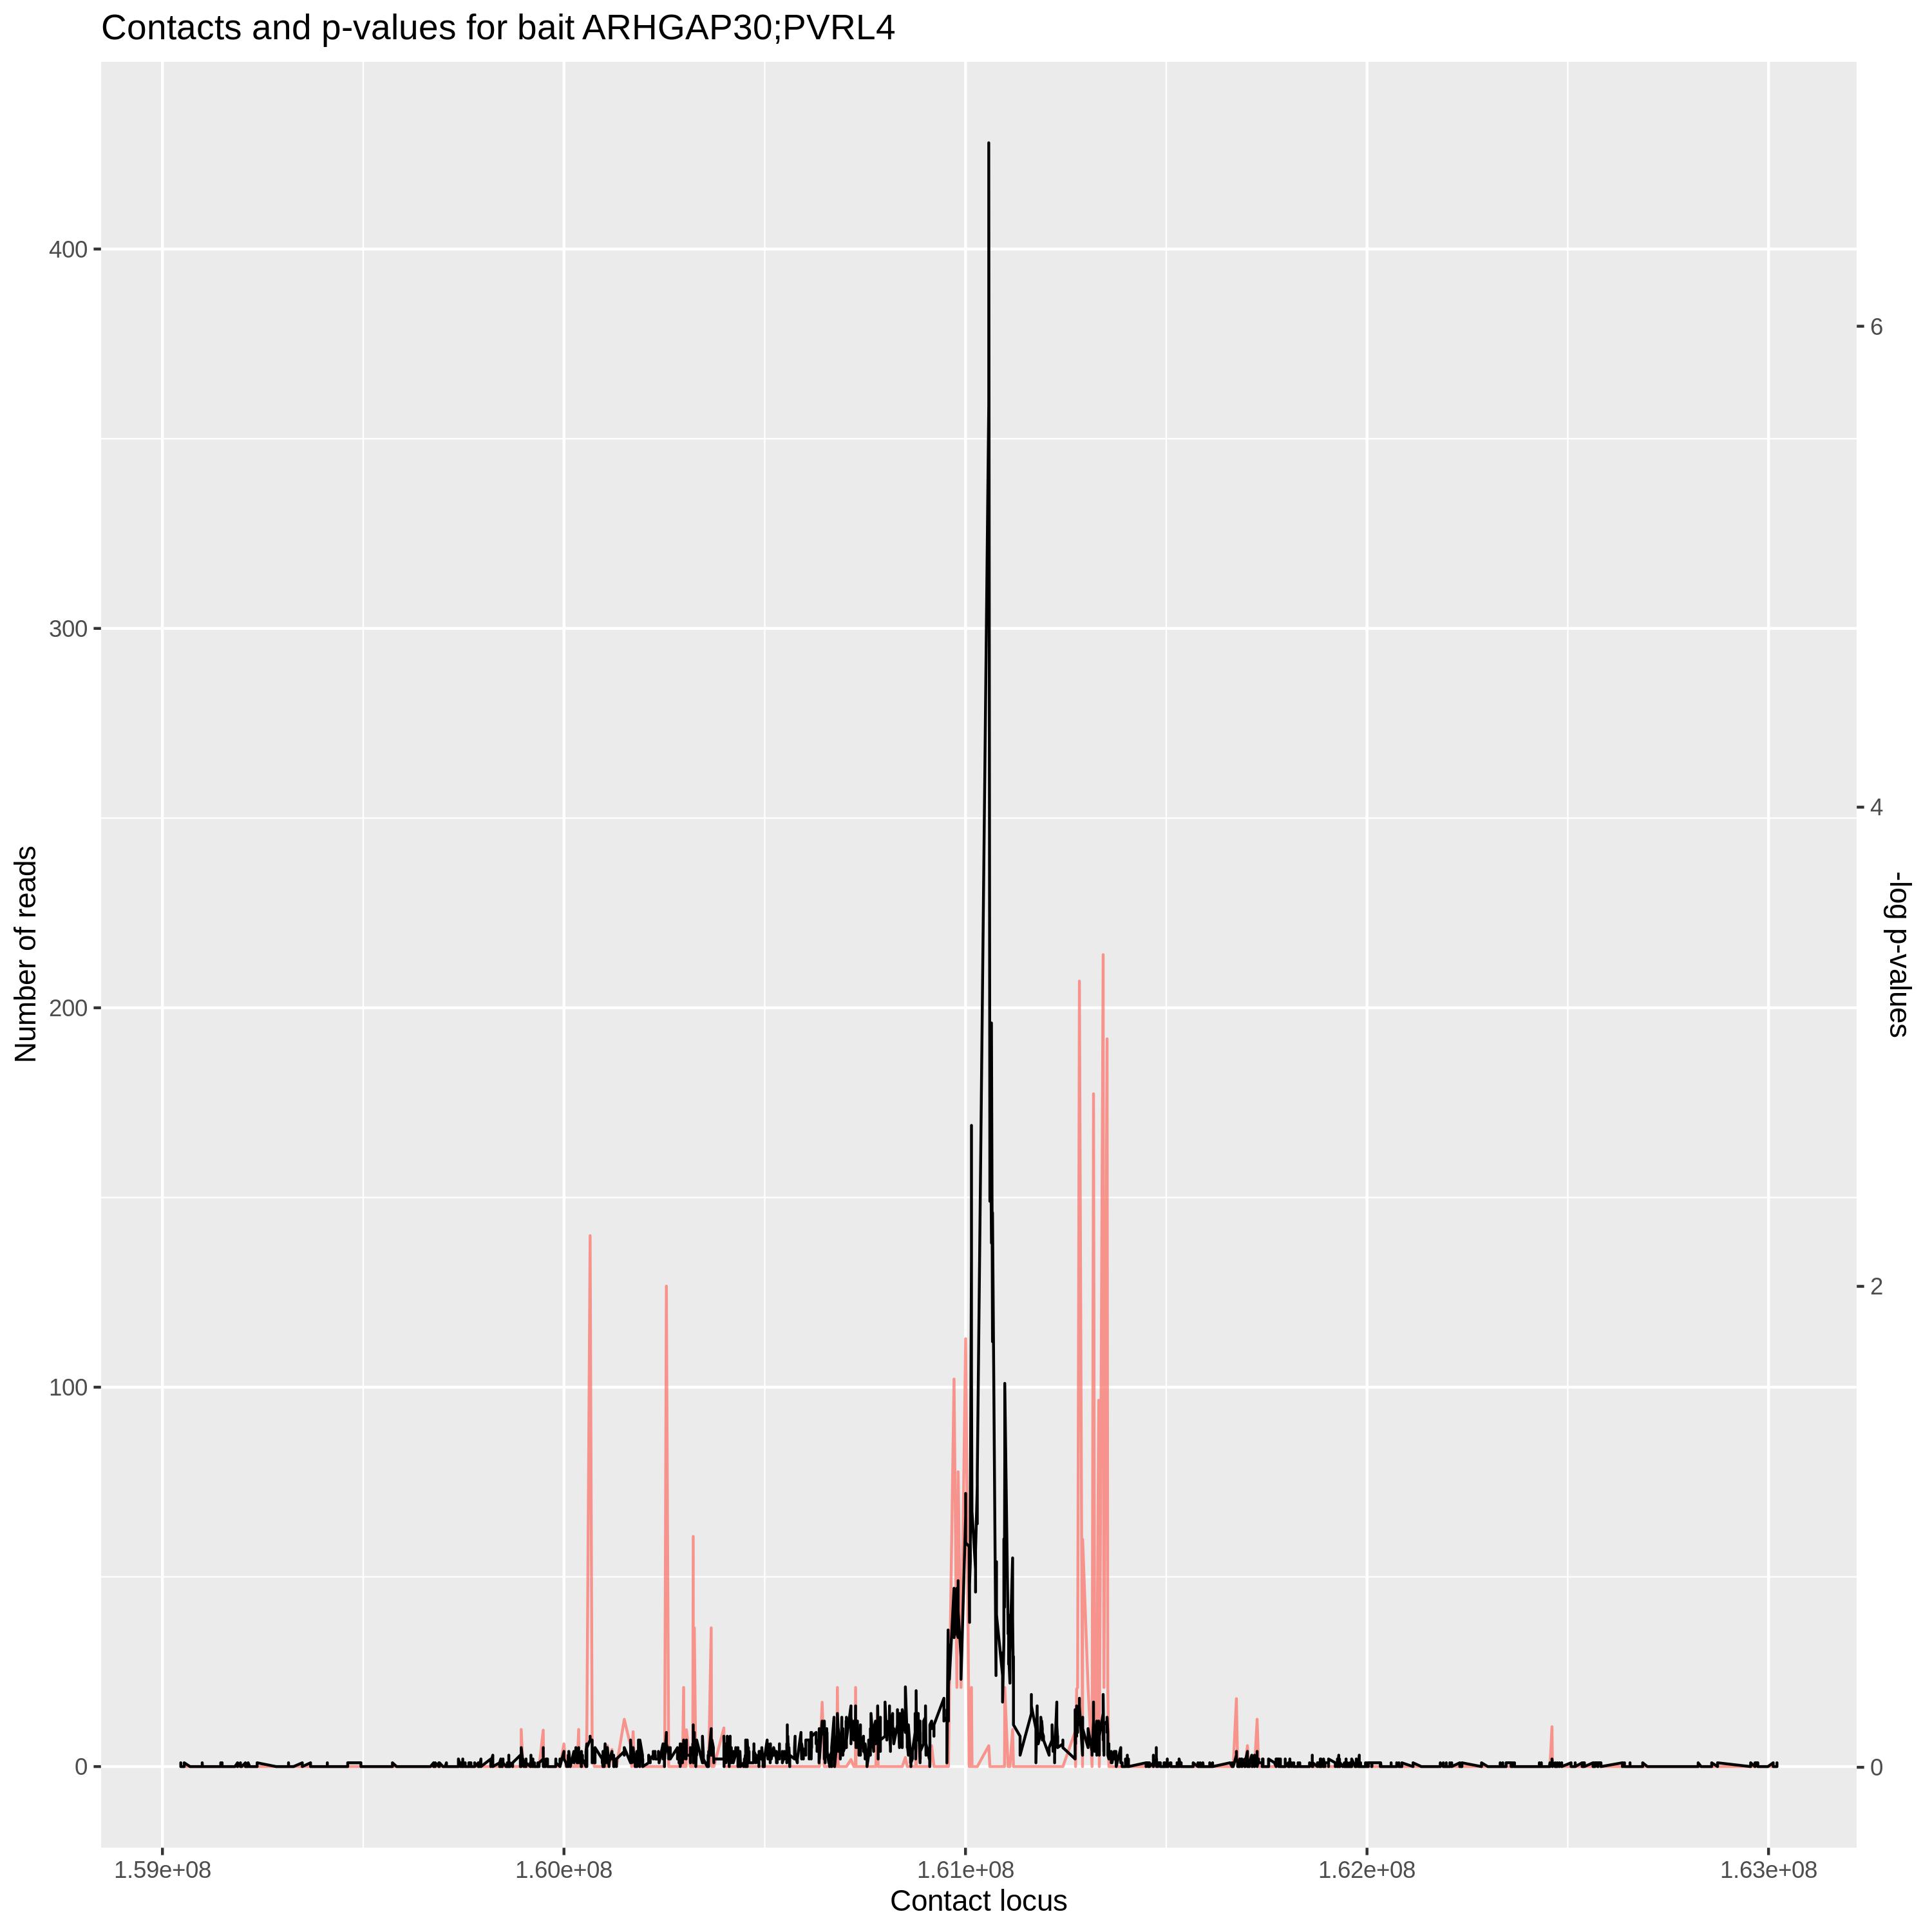 Contacts and p-values for bait ARHGAP30;PVRL4
400
300
200
100
0
Number of reads
6
4
2
0
-log p-values
1.59e+08
1.60e+08
1.61e+08
1.62e+08
1.63e+08
Contact locus